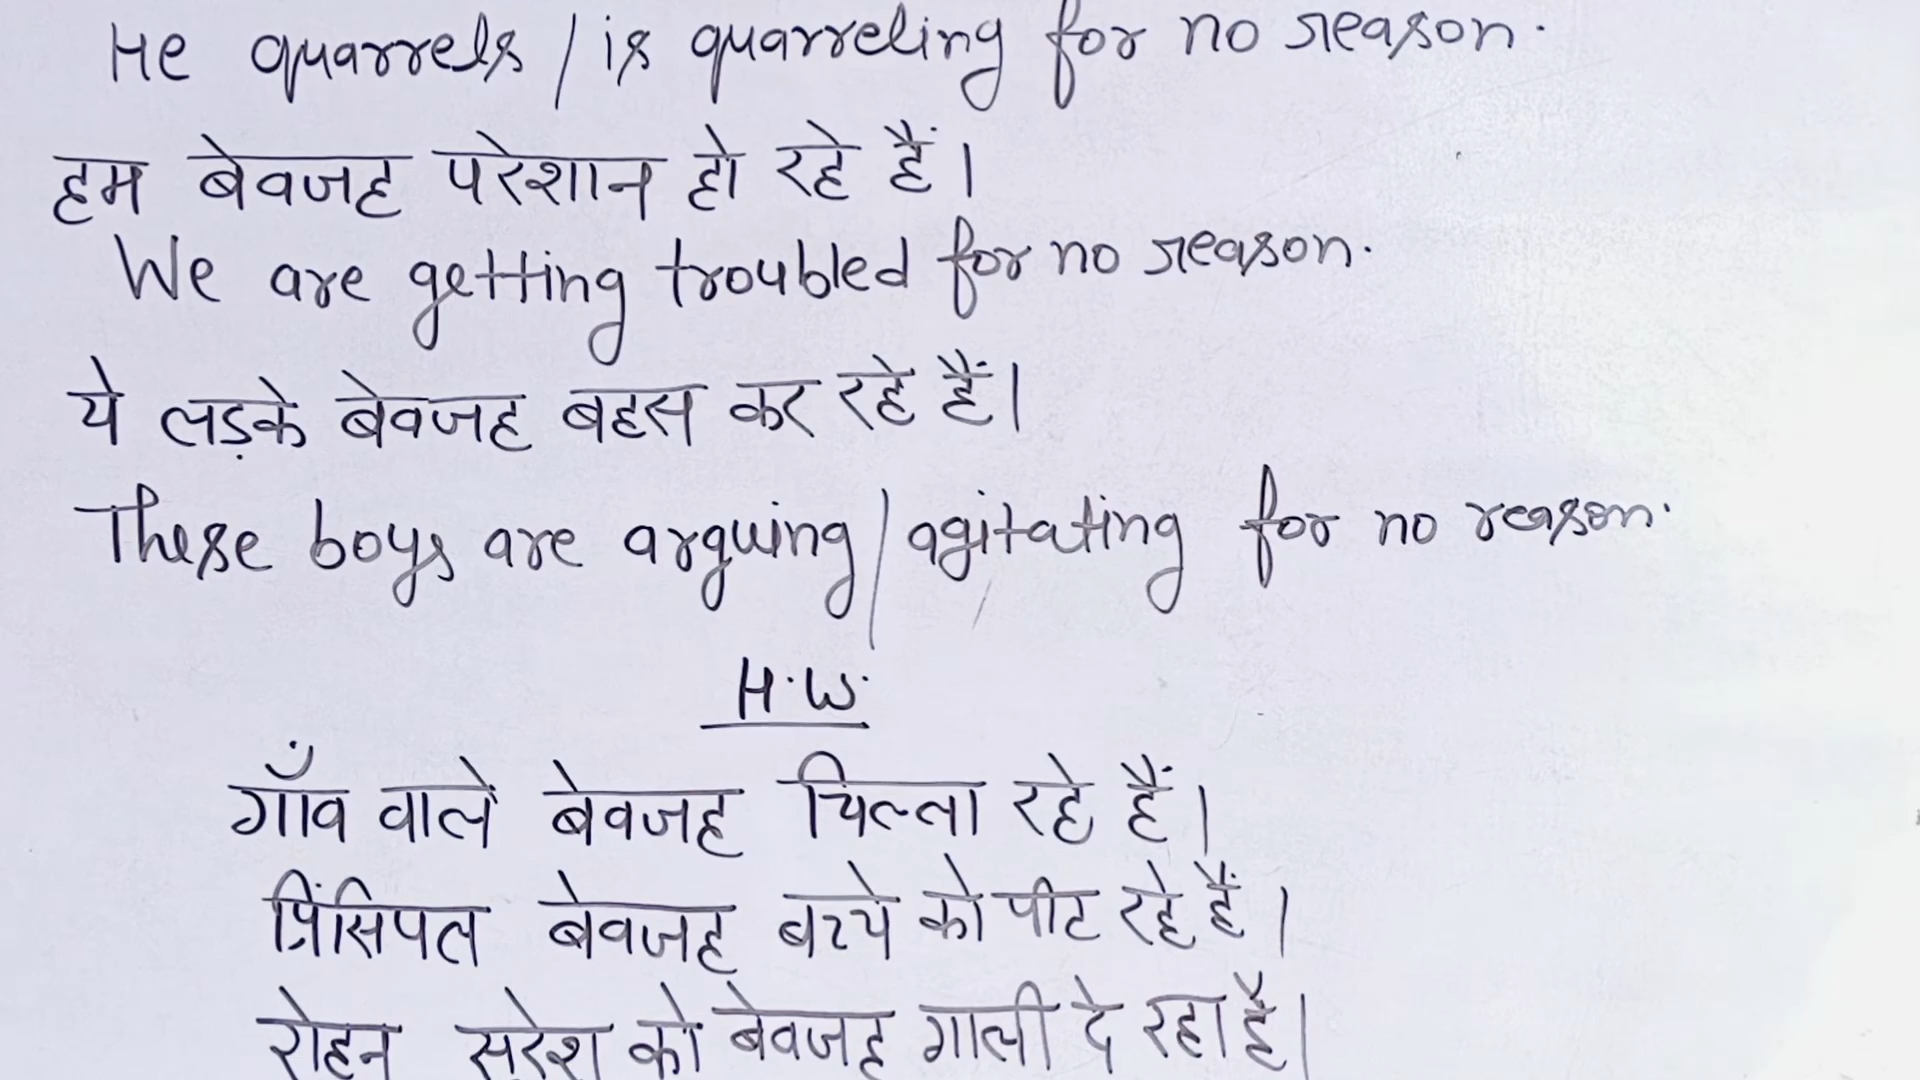 He quarrels / is quarreling for no reason.
हम बेवजह परेशान हो रहे हैं।
We are getting troubled for no reason.
ये लड़के बेवजह बहस कर रहे हैं।
These boys are arguing / agitating for no reason.
H.W.
गाँव वाले बेवजह चिल्ला रहे हैं।
प्रिंसिपल बेवजह बच्चे को पीट रहे हैं।
रोहन सुरेश को बेवजह गाली दे रहा है।